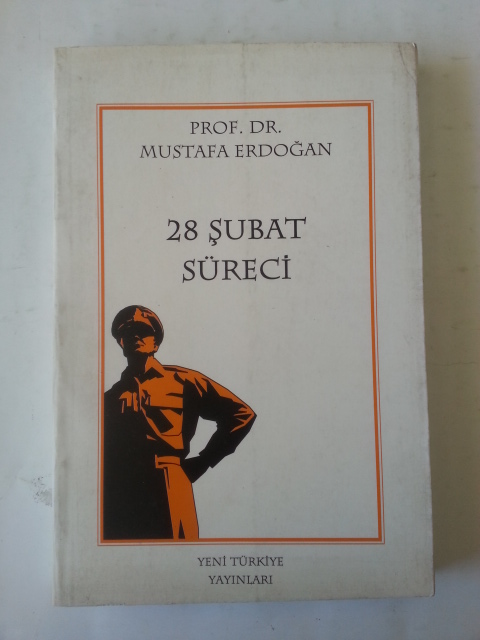 PROF. DR.
MUSTAFA ERDOĞAN
28 ŞUBAT
SÜRECİ
YENİ TÜRKİYE
YAYINLARI